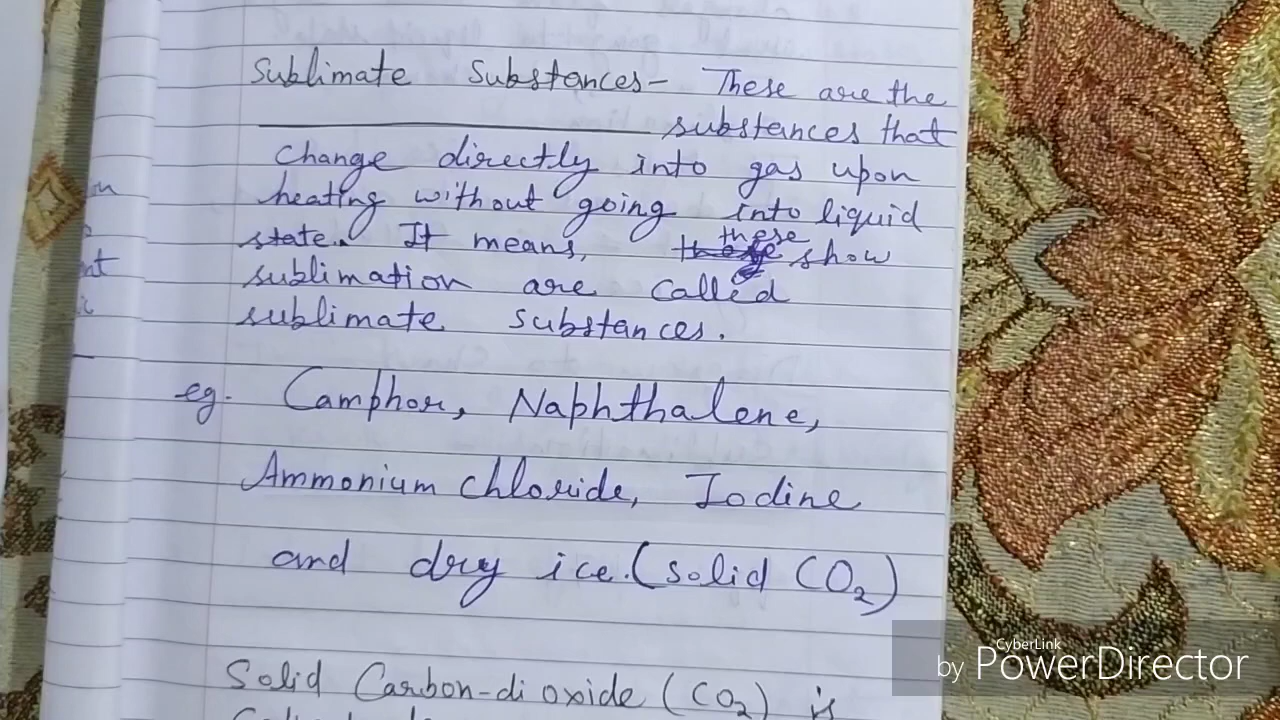 Sublimate Substances- These are the
substances that
change directly into gas upon
heating without going into liquid
state. It means, these show
sublimation are called
sublimate substances.
eg. Camphor, Naphthalene,
Ammonium chloride, Iodine
and dry ice. (solid CO₂)
Solid Carbon-di oxide (CO₂) is
CyberLink
by PowerDirector